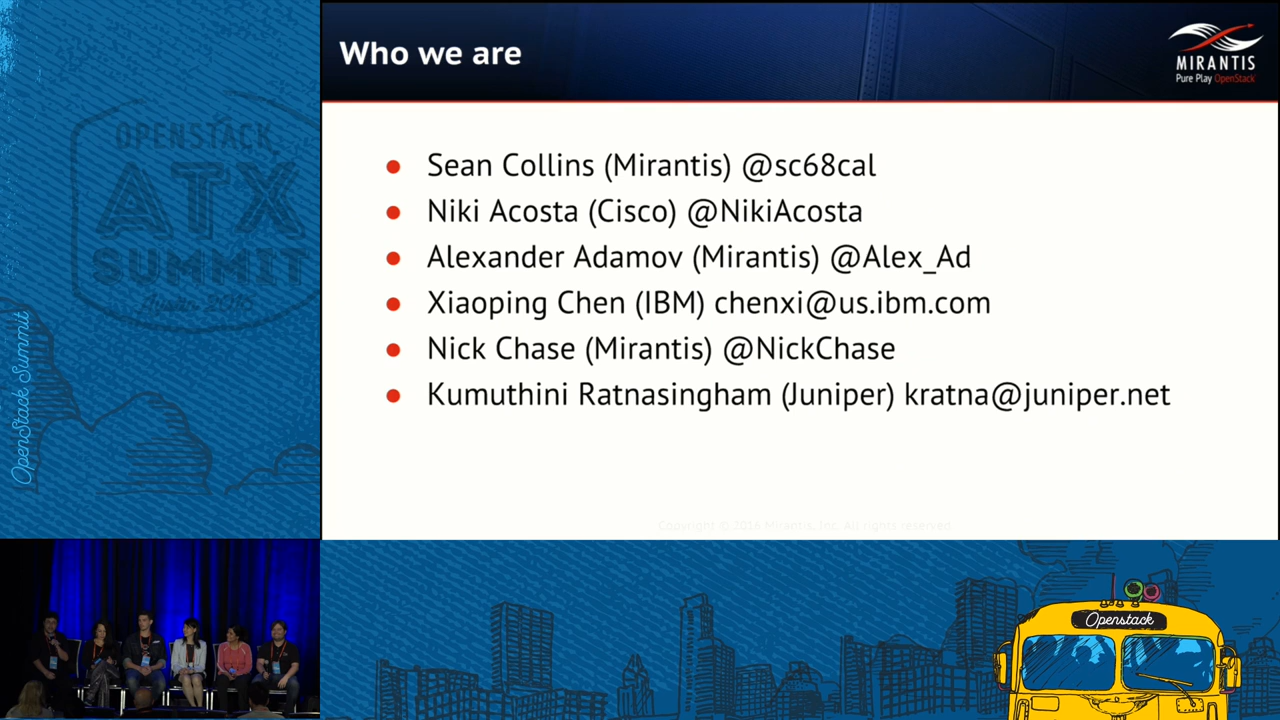 Who we are
MIRANTIS
Pure Play OpenStack
Sean Collins (Mirantis) @sc68cal
Niki Acosta (Cisco) @NikiAcosta
Alexander Adamov (Mirantis) @Alex_Ad
Xiaoping Chen (IBM) chenxi@us.ibm.com
Nick Chase (Mirantis) @NickChase
Kumuthini Ratnasingham (Juniper) kratna@juniper.net
Copyright © 2016 Mirantis, Inc. All rights reserved
OPENSTACK
ATX
SUMMIT
Austin 2016
OpenStack Summit
Openstack